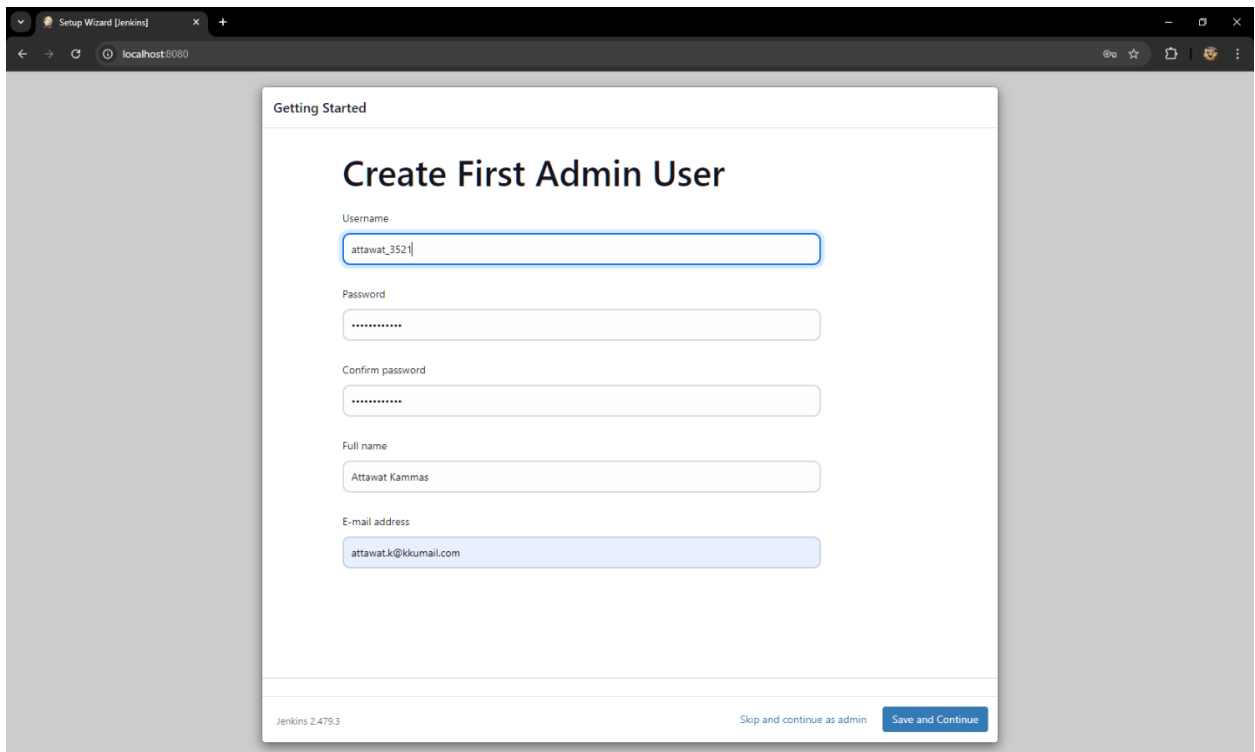 Setup Wizard [Jenkins]
localhost:8080
Getting Started
Create First Admin User
Username
attawat_3521
Password
••••••••••••
Confirm password
••••••••••••
Full name
Attawat Kammas
E-mail address
attawat.k@kkumail.com
Jenkins 2.479.3
Skip and continue as admin
Save and Continue